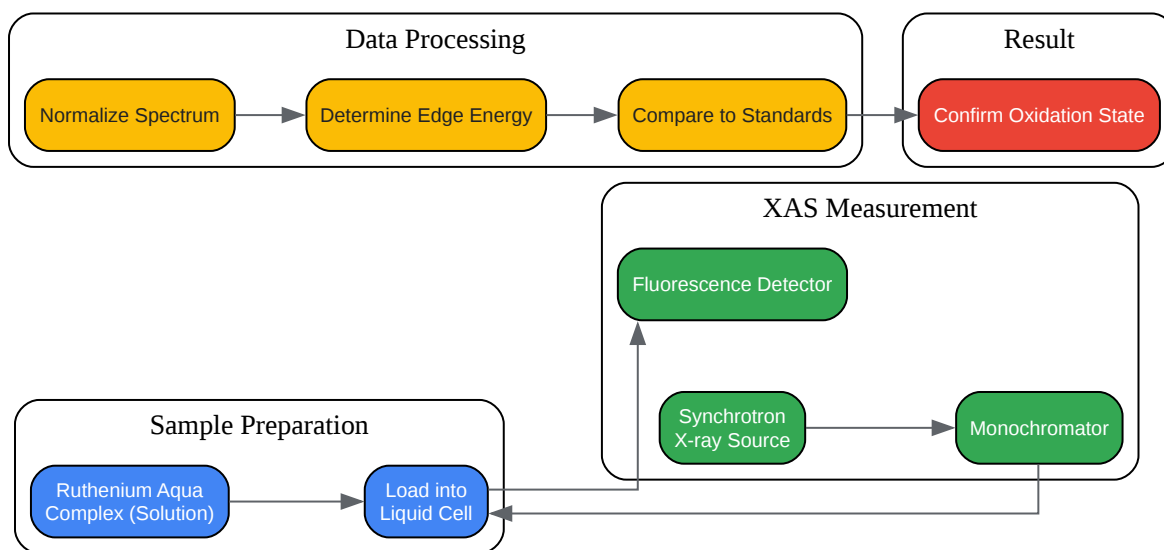 Data Processing
Normalize Spectrum
Determine Edge Energy
Compare to Standards
Result
Confirm Oxidation State
XAS Measurement
Fluorescence Detector
Synchrotron
X-ray Source
Monochromator
Sample Preparation
Ruthenium Aqua
Complex (Solution)
Load into
Liquid Cell